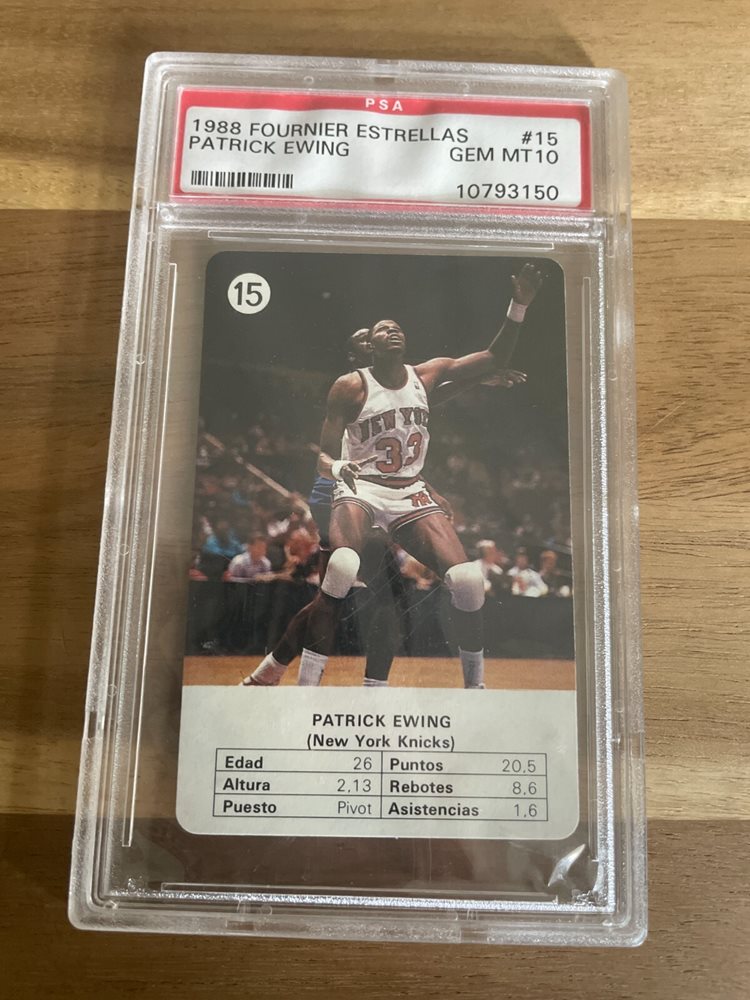 PSA
1988 FOURNIER ESTRELLAS #15
PATRICK EWING GEM MT10
10793150
15
NEW YORK
33
PATRICK EWING
(New York Knicks)
Edad 26 Puntos 20,5
Altura 2,13 Rebotes 8,6
Puesto Pivot Asistencias 1,6